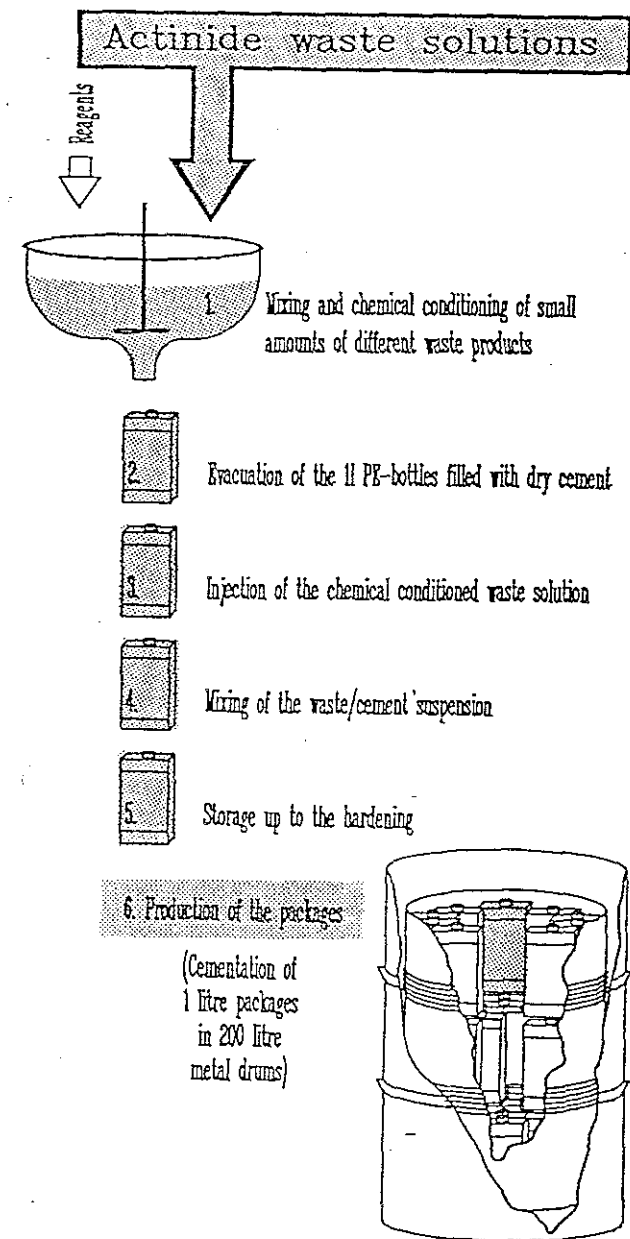 Actinide waste solutions
Reagents
1. Mixing and chemical conditioning of small
amounts of different waste products
2. Evacuation of the 1l PE-bottles filled with dry cement
3. Injection of the chemical conditioned waste solution
4. Mixing of the waste/cement suspension
5. Storage up to the hardening
6. Production of the packages
(Cementation of
1 litre packages
in 200 litre
metal drums)